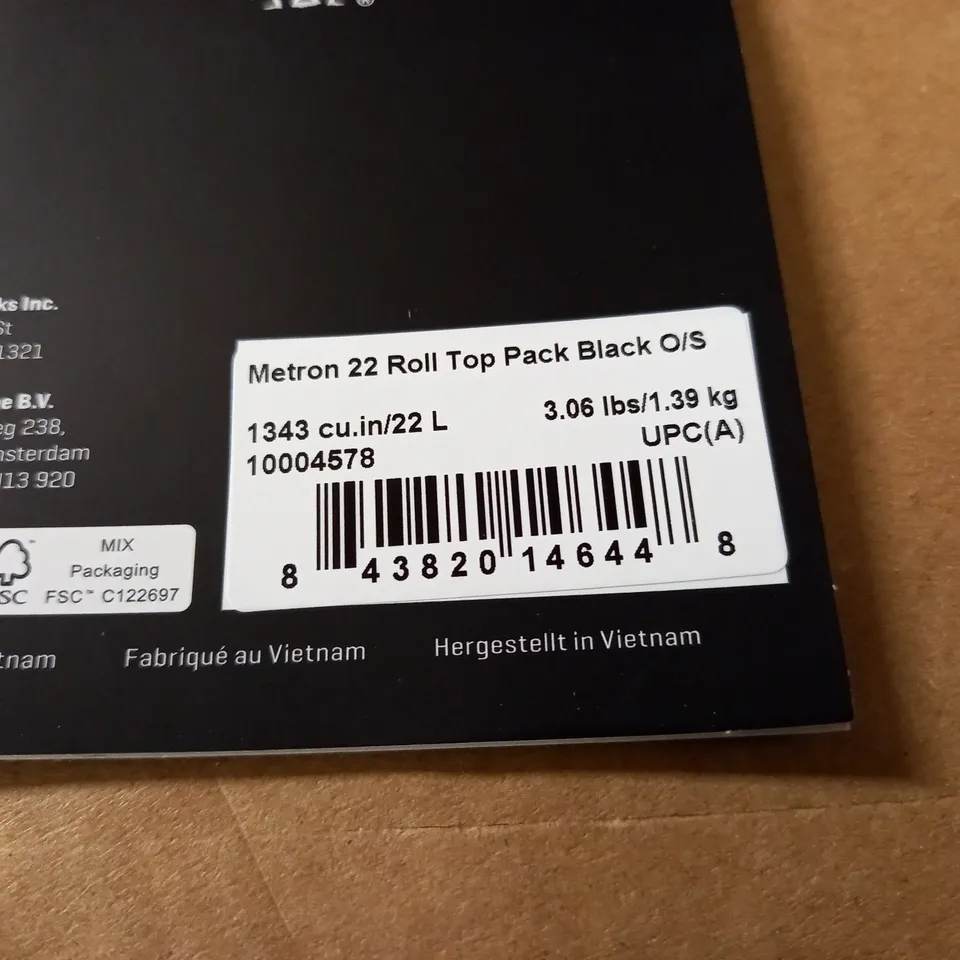 ks Inc.
St
1321
e B.V.
eg 238,
msterdam
113 920
Metron 22 Roll Top Pack Black O/S
1343 cu.in/22 L
3.06 lbs/1.39 kg
10004578
UPC(A)
8 43820 14644 8
MIX
Packaging
SC FSC™ C122697
tnam
Fabriqué au Vietnam
Hergestellt in Vietnam